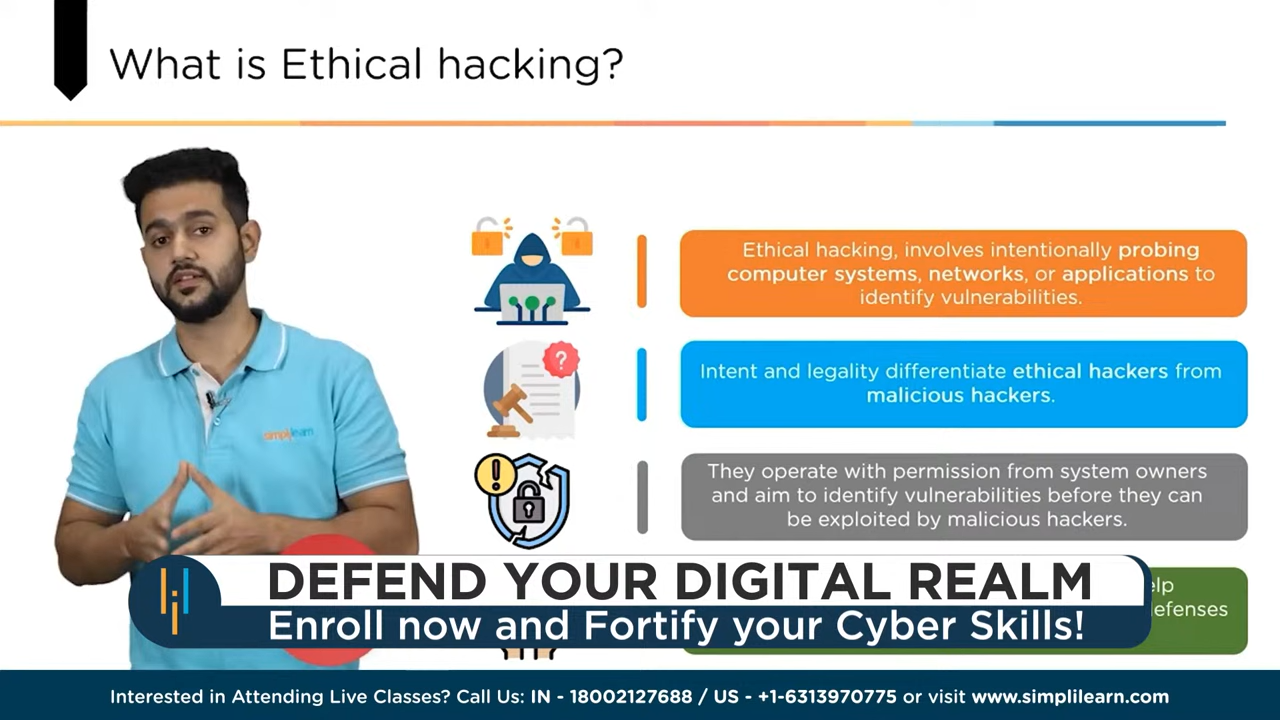 What is Ethical hacking?
Ethical hacking, involves intentionally probing
computer systems, networks, or applications to
identify vulnerabilities.
?
Intent and legality differentiate ethical hackers from
malicious hackers.
simplilearn
!
They operate with permission from system owners
and aim to identify vulnerabilities before they can
be exploited by malicious hackers.
DEFEND YOUR DIGITAL REALM
Enroll now and Fortify your Cyber Skills!
Interested in Attending Live Classes? Call Us: IN - 18002127688 / US - +1-6313970775 or visit www.simplilearn.com